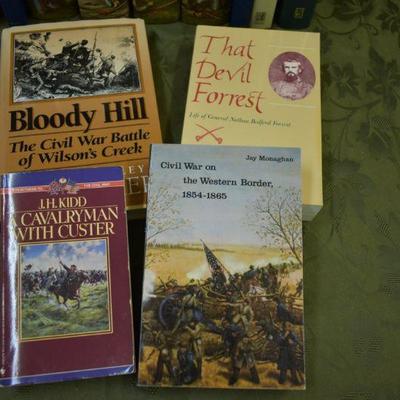 Bloody Hill
The Civil War Battle
of Wilson's Creek
That
Devil
Forrest
Life of General Nathan Bedford Forrest
J.H. KIDD
A CAVALRYMAN
WITH CUSTER
Jay Monaghan
Civil War on
the Western Border,
1854-1865